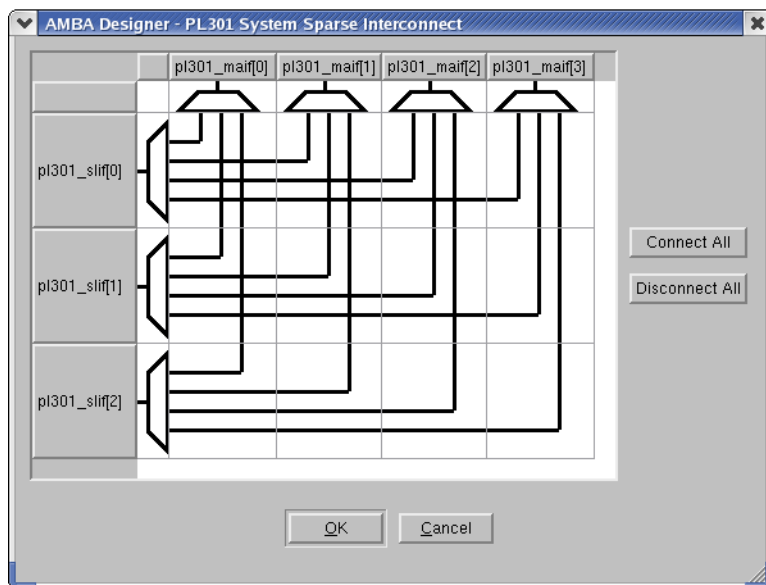 AMBA Designer - PL301 System Sparse Interconnect
pl301_maif[0] pl301_maif[1] pl301_maif[2] pl301_maif[3]
pl301_slif[0]
pl301_slif[1]
pl301_slif[2]
Connect All
Disconnect All
OK Cancel